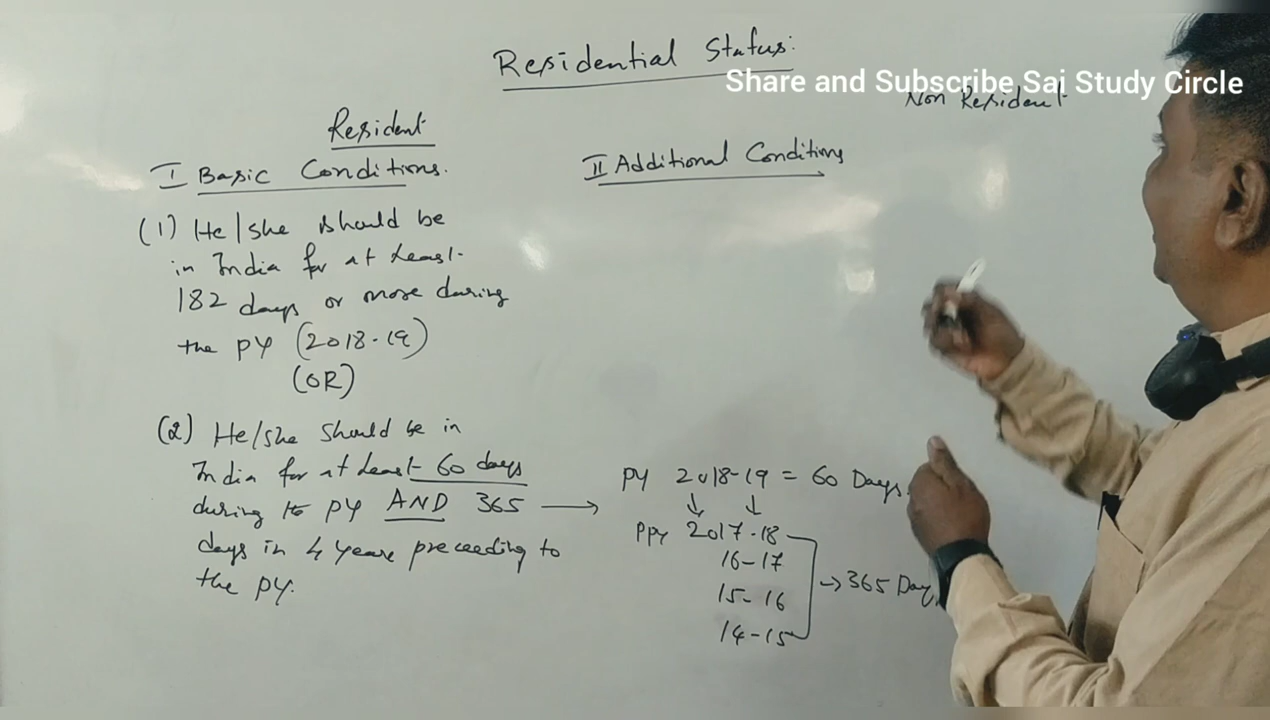 Residential Status:
Share and Subscribe Sai Study Circle
Non Resident
Resident
I Basic Conditions.
(1) He/she should be
in India for at least
182 days or more during
the PY (2018-19)
(OR)
(2) He/she should be in
India for at least 60 days
during to PY AND 365
days in 4 years preceeding to
the PY.
II Additional Conditions
PY 2018-19 = 60 Days
PPY 2017-18
16-17
15-16
14-15
365 Days